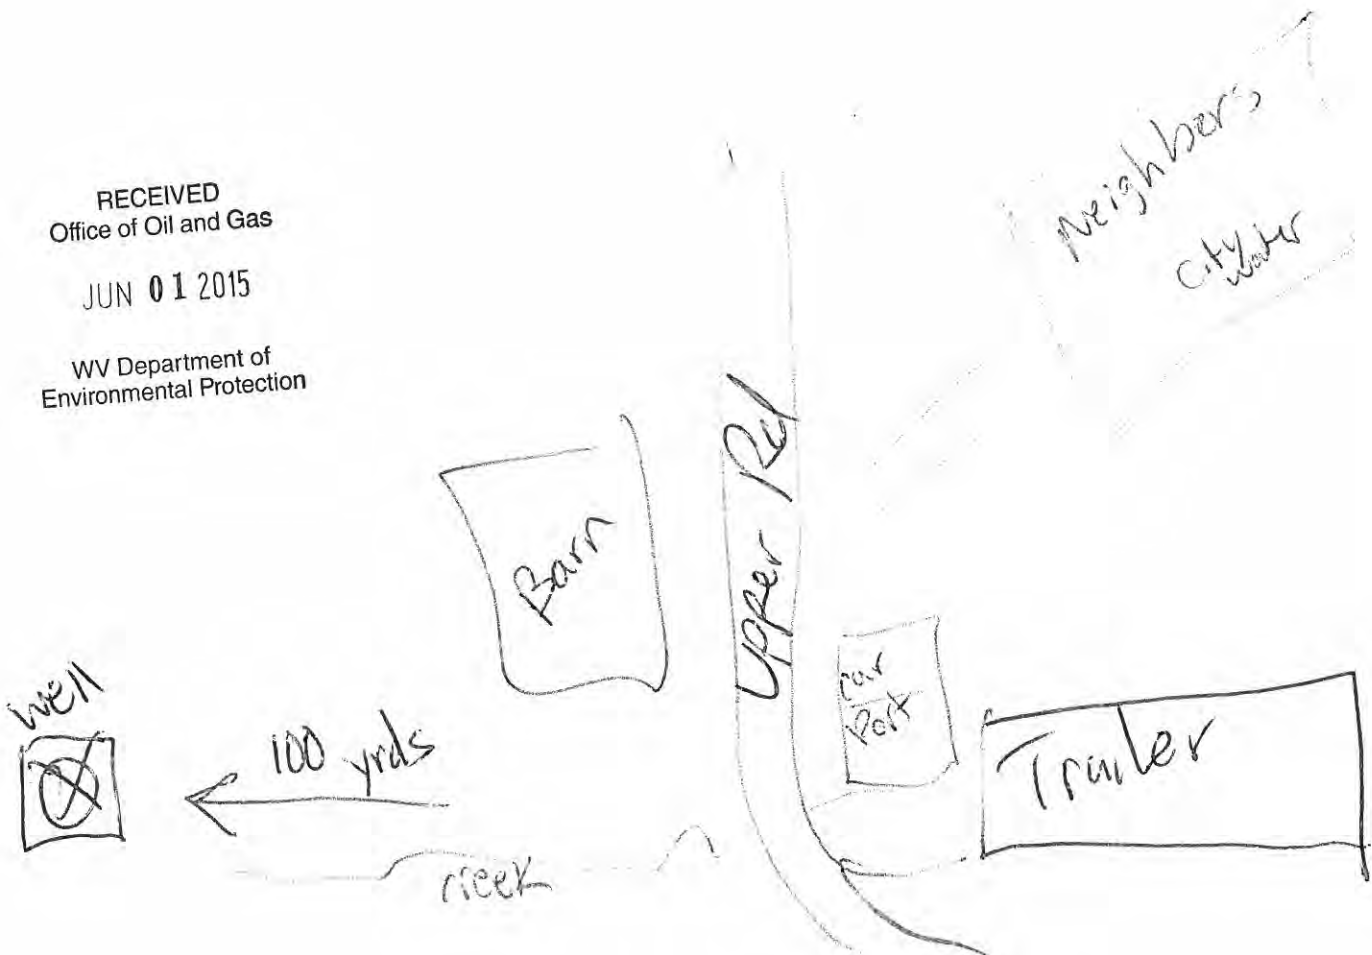 RECEIVED
Office of Oil and Gas
JUN 01 2015
WV Department of
Environmental Protection
Neighbors
City
water
Upper Rd
Barn
Well
100 yrds
car
Port
Trailer
creek